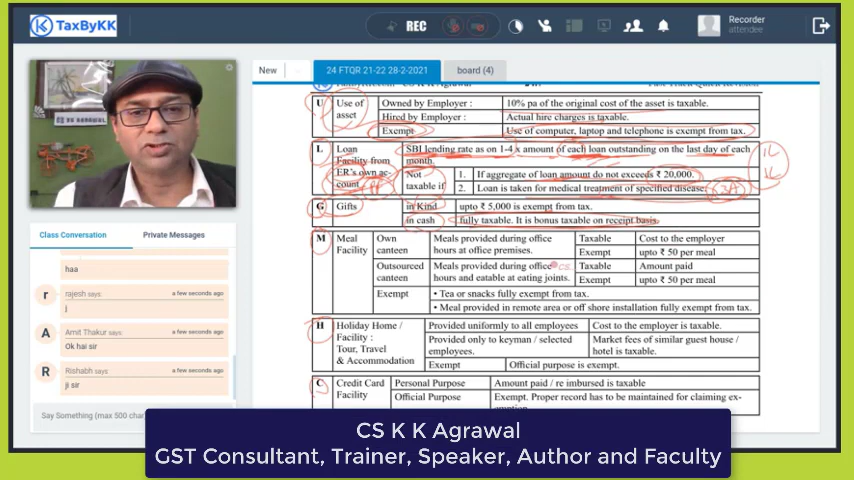 TaxByKK
REC
Recorder
attendee
New
24 FTQR 21-22 28-2-2021
board (4)
U
Use of asset
Owned by Employer :
10% pa of the original cost of the asset is taxable.
Hired by Employer :
Actual hire charges is taxable.
Exempt
Use of computer, laptop and telephone is exempt from tax.
L
Loan Facility from ER's own account
SBI lending rate as on 1-4 x amount of each loan outstanding on the last day of each month.
Not taxable if
1. If aggregate of loan amount do not exceeds ₹ 20,000.
2. Loan is taken for medical treatment of specified disease.
G
Gifts
in Kind
upto ₹ 5,000 is exempt from tax.
in cash
fully taxable. It is bonus taxable on receipt basis.
M
Meal Facility
Own canteen
Meals provided during office hours at office premises.
Taxable
Cost to the employer
Exempt
upto ₹ 50 per meal
Outsourced canteen
Meals provided during office hours and eatable at eating joints.
Taxable
Amount paid
Exempt
upto ₹ 50 per meal
Exempt
• Tea or snacks fully exempt from tax.
• Meal provided in remote area or off shore installation fully exempt from tax.
H
Holiday Home / Facility : Tour, Travel & Accommodation
Provided uniformly to all employees
Cost to the employer is taxable.
Provided only to keyman / selected employees.
Market fees of similar guest house / hotel is taxable.
Exempt
Official purpose is exempt.
C
Credit Card Facility
Personal Purpose
Amount paid / re imbursed is taxable
Official Purpose
Exempt. Proper record has to be maintained for claiming ex-
Class Conversation
Private Messages
haa
r
rajesh says:
a few seconds ago
j
A
Amit Thakur says:
a few seconds ago
Ok hai sir
R
Rishabh says:
a few seconds ago
ji sir
Say Something (max 500 char
CS K K Agrawal
GST Consultant, Trainer, Speaker, Author and Faculty